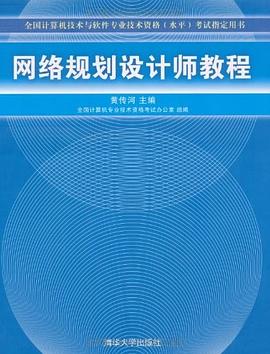 全国计算机技术与软件专业技术资格（水平）考试指定用书
网络规划设计师教程
黄传河 主编
全国计算机专业技术资格考试办公室 组编
清华大学出版社